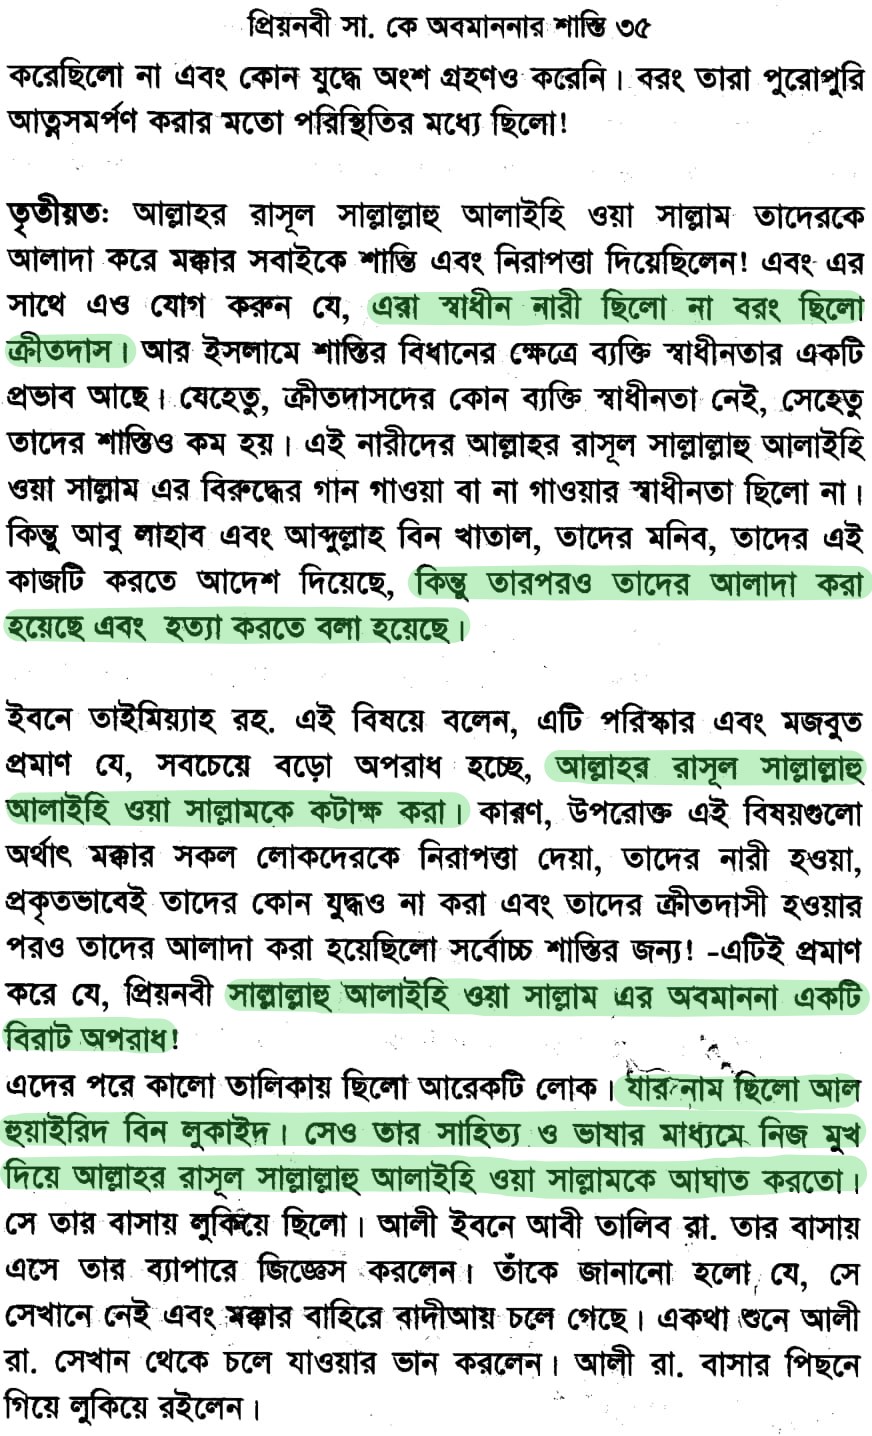 প্রিয়নবী সা. কে অবমাননার শাস্তি ৩৫
করেছিলো না এবং কোন যুদ্ধে অংশ গ্রহণও করেনি। বরং তারা পুরোপুরি
আত্নসমর্পণ করার মতো পরিস্থিতির মধ্যে ছিলো!
তৃতীয়ত: আল্লাহর রাসূল সাল্লাল্লাহু আলাইহি ওয়া সাল্লাম তাদেরকে
আলাদা করে মক্কার সবাইকে শান্তি এবং নিরাপত্তা দিয়েছিলেন! এবং এর
সাথে এও যোগ করুন যে, এরা স্বাধীন নারী ছিলো না বরং ছিলো
ক্রীতদাস। আর ইসলামে শাস্তির বিধানের ক্ষেত্রে ব্যক্তি স্বাধীনতার একটি
প্রভাব আছে। যেহেতু, ক্রীতদাসদের কোন ব্যক্তি স্বাধীনতা নেই, সেহেতু
তাদের শাস্তিও কম হয়। এই নারীদের আল্লাহর রাসূল সাল্লাল্লাহু আলাইহি
ওয়া সাল্লাম এর বিরুদ্ধের গান গাওয়া বা না গাওয়ার স্বাধীনতা ছিলো না।
কিন্তু আবু লাহাব এবং আব্দুল্লাহ বিন খাতাল, তাদের মনিব, তাদের এই
কাজটি করতে আদেশ দিয়েছে, কিন্তু তারপরও তাদের আলাদা করা
হয়েছে এবং হত্যা করতে বলা হয়েছে।
ইবনে তাইমিয়্যাহ রহ. এই বিষয়ে বলেন, এটি পরিস্কার এবং মজবুত
প্রমাণ যে, সবচেয়ে বড়ো অপরাধ হচ্ছে, আল্লাহর রাসূল সাল্লাল্লাহু
আলাইহি ওয়া সাল্লামকে কটাক্ষ করা। কারণ, উপরোক্ত এই বিষয়গুলো
অর্থাৎ মক্কার সকল লোকদেরকে নিরাপত্তা দেয়া, তাদের নারী হওয়া,
প্রকৃতভাবেই তাদের কোন যুদ্ধও না করা এবং তাদের ক্রীতদাসী হওয়ার
পরও তাদের আলাদা করা হয়েছিলো সর্বোচ্চ শাস্তির জন্য! -এটিই প্রমাণ
করে যে, প্রিয়নবী সাল্লাল্লাহু আলাইহি ওয়া সাল্লাম এর অবমাননা একটি
বিরাট অপরাধ!
এদের পরে কালো তালিকায় ছিলো আরেকটি লোক। যার নাম ছিলো আল
হুয়াইরিদ বিন লুকাইদ। সেও তার সাহিত্য ও ভাষার মাধ্যমে নিজ মুখ
দিয়ে আল্লাহর রাসূল সাল্লাল্লাহু আলাইহি ওয়া সাল্লামকে আঘাত করতো।
সে তার বাসায় লুকিয়ে ছিলো। আলী ইবনে আবী তালিব রা. তার বাসায়
এসে তার ব্যাপারে জিজ্ঞেস করলেন। তাঁকে জানানো হলো যে, সে
সেখানে নেই এবং মক্কার বাহিরে বাদীআয় চলে গেছে। একথা শুনে আলী
রা. সেখান থেকে চলে যাওয়ার ভান করলেন। আলী রা. বাসার পিছনে
গিয়ে লুকিয়ে রইলেন।